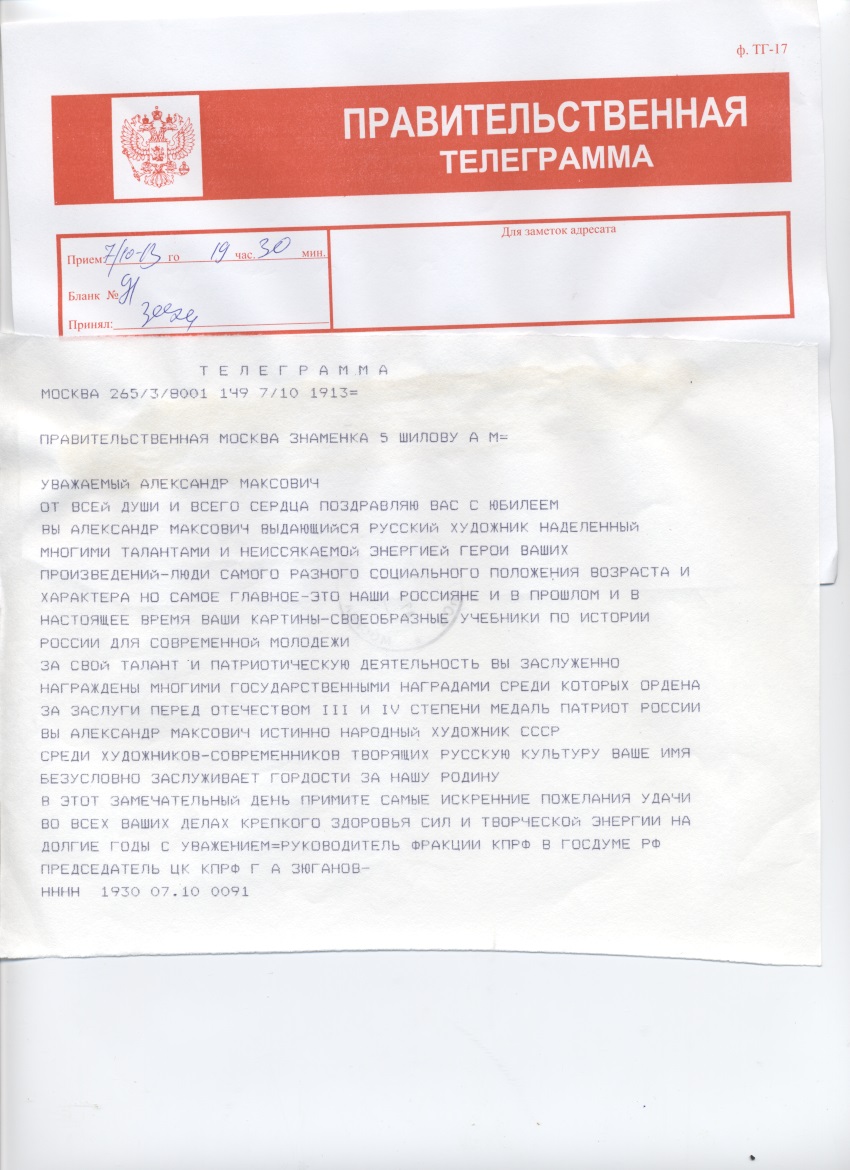 ф. ТГ-17
ПРАВИТЕЛЬСТВЕННАЯ
ТЕЛЕГРАММА
Для заметок адресата
Прием: 7/10-13 го 19 час. 30 мин.
Бланк № 91
Принял:
ТЕЛЕГРАММА
МОСКВА 265/3/В001 149 7/10 1913=
ПРАВИТЕЛЬСТВЕННАЯ МОСКВА ЗНАМЕНКА 5 ШИЛОВУ А М=
УВАЖАЕМЫЙ АЛЕКСАНДР МАКСОВИЧ
ОТ ВСЕЙ ДУШИ И ВСЕГО СЕРДЦА ПОЗДРАВЛЯЮ ВАС С ЮБИЛЕЕМ
ВЫ АЛЕКСАНДР МАКСОВИЧ ВЫДАЮЩИЙСЯ РУССКИЙ ХУДОЖНИК НАДЕЛЕННЫЙ
МНОГИМИ ТАЛАНТАМИ И НЕИССЯКАЕМОЙ ЭНЕРГИЕЙ ГЕРОИ ВАШИХ
ПРОИЗВЕДЕНИЙ-ЛЮДИ САМОГО РАЗНОГО СОЦИАЛЬНОГО ПОЛОЖЕНИЯ ВОЗРАСТА И
ХАРАКТЕРА НО САМОЕ ГЛАВНОЕ-ЭТО НАШИ РОССИЯНЕ И В ПРОШЛОМ И В
НАСТОЯЩЕЕ ВРЕМЯ ВАШИ КАРТИНЫ-СВОЕОБРАЗНЫЕ УЧЕБНИКИ ПО ИСТОРИИ
РОССИИ ДЛЯ СОВРЕМЕННОЙ МОЛОДЕЖИ
ЗА СВОЙ ТАЛАНТ И ПАТРИОТИЧЕСКУЮ ДЕЯТЕЛЬНОСТЬ ВЫ ЗАСЛУЖЕННО
НАГРАЖДЕНЫ МНОГИМИ ГОСУДАРСТВЕННЫМИ НАГРАДАМИ СРЕДИ КОТОРЫХ ОРДЕНА
ЗА ЗАСЛУГИ ПЕРЕД ОТЕЧЕСТВОМ III И IV СТЕПЕНИ МЕДАЛЬ ПАТРИОТ РОССИИ
ВЫ АЛЕКСАНДР МАКСОВИЧ ИСТИННО НАРОДНЫЙ ХУДОЖНИК СССР
СРЕДИ ХУДОЖНИКОВ-СОВРЕМЕННИКОВ ТВОРЯЩИХ РУССКУЮ КУЛЬТУРУ ВАШЕ ИМЯ
БЕЗУСЛОВНО ЗАСЛУЖИВАЕТ ГОРДОСТИ ЗА НАШУ РОДИНУ
В ЭТОТ ЗАМЕЧАТЕЛЬНЫЙ ДЕНЬ ПРИМИТЕ САМЫЕ ИСКРЕННИЕ ПОЖЕЛАНИЯ УДАЧИ
ВО ВСЕХ ВАШИХ ДЕЛАХ КРЕПКОГО ЗДОРОВЬЯ СИЛ И ТВОРЧЕСКОЙ ЭНЕРГИИ НА
ДОЛГИЕ ГОДЫ С УВАЖЕНИЕМ=РУКОВОДИТЕЛЬ ФРАКЦИИ КПРФ В ГОСДУМЕ РФ
ПРЕДСЕДАТЕЛЬ ЦК КПРФ Г А ЗЮГАНОВ-
НННН 1930 07.10 0091